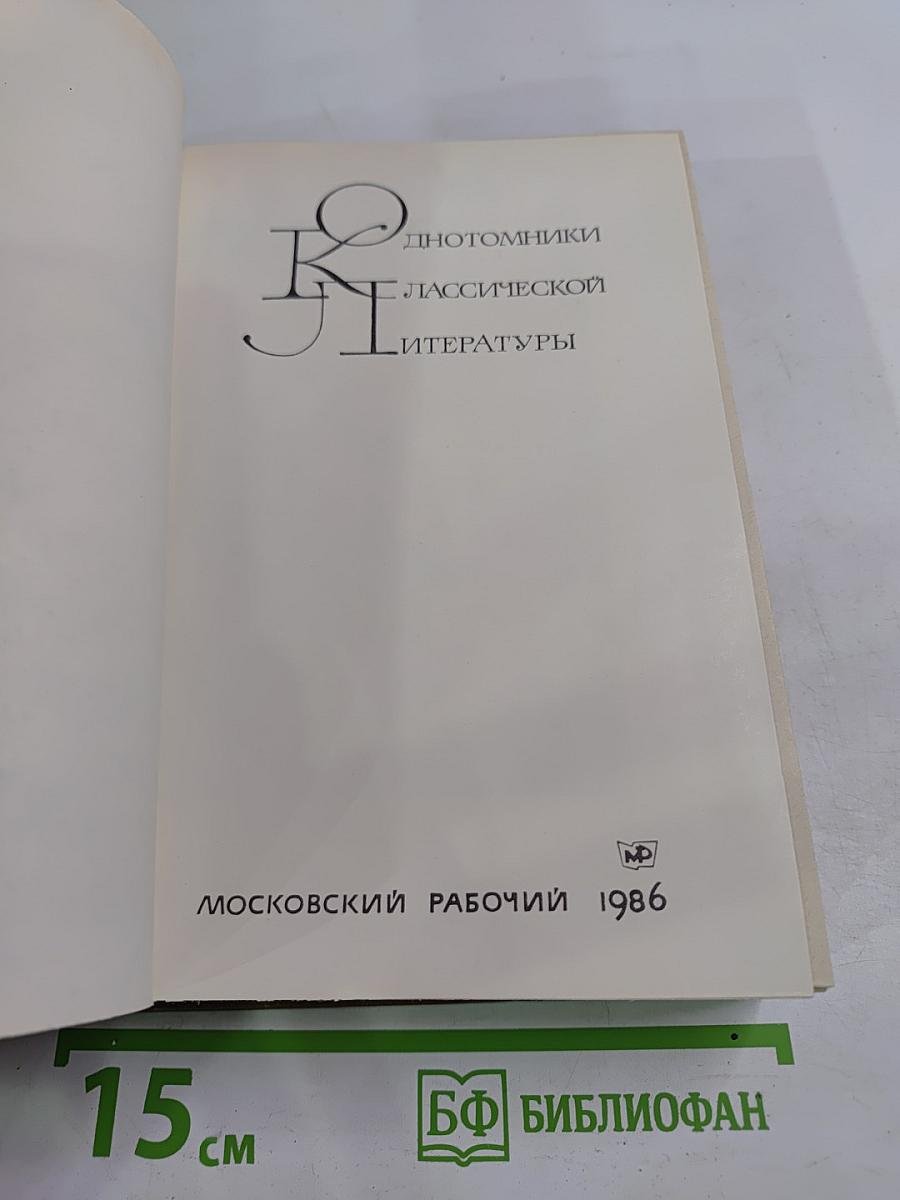 Однотомники
Классической
Литературы
МР
МОСКОВСКИЙ РАБОЧИЙ 1986
15 см
БФ БИБЛИОФАН